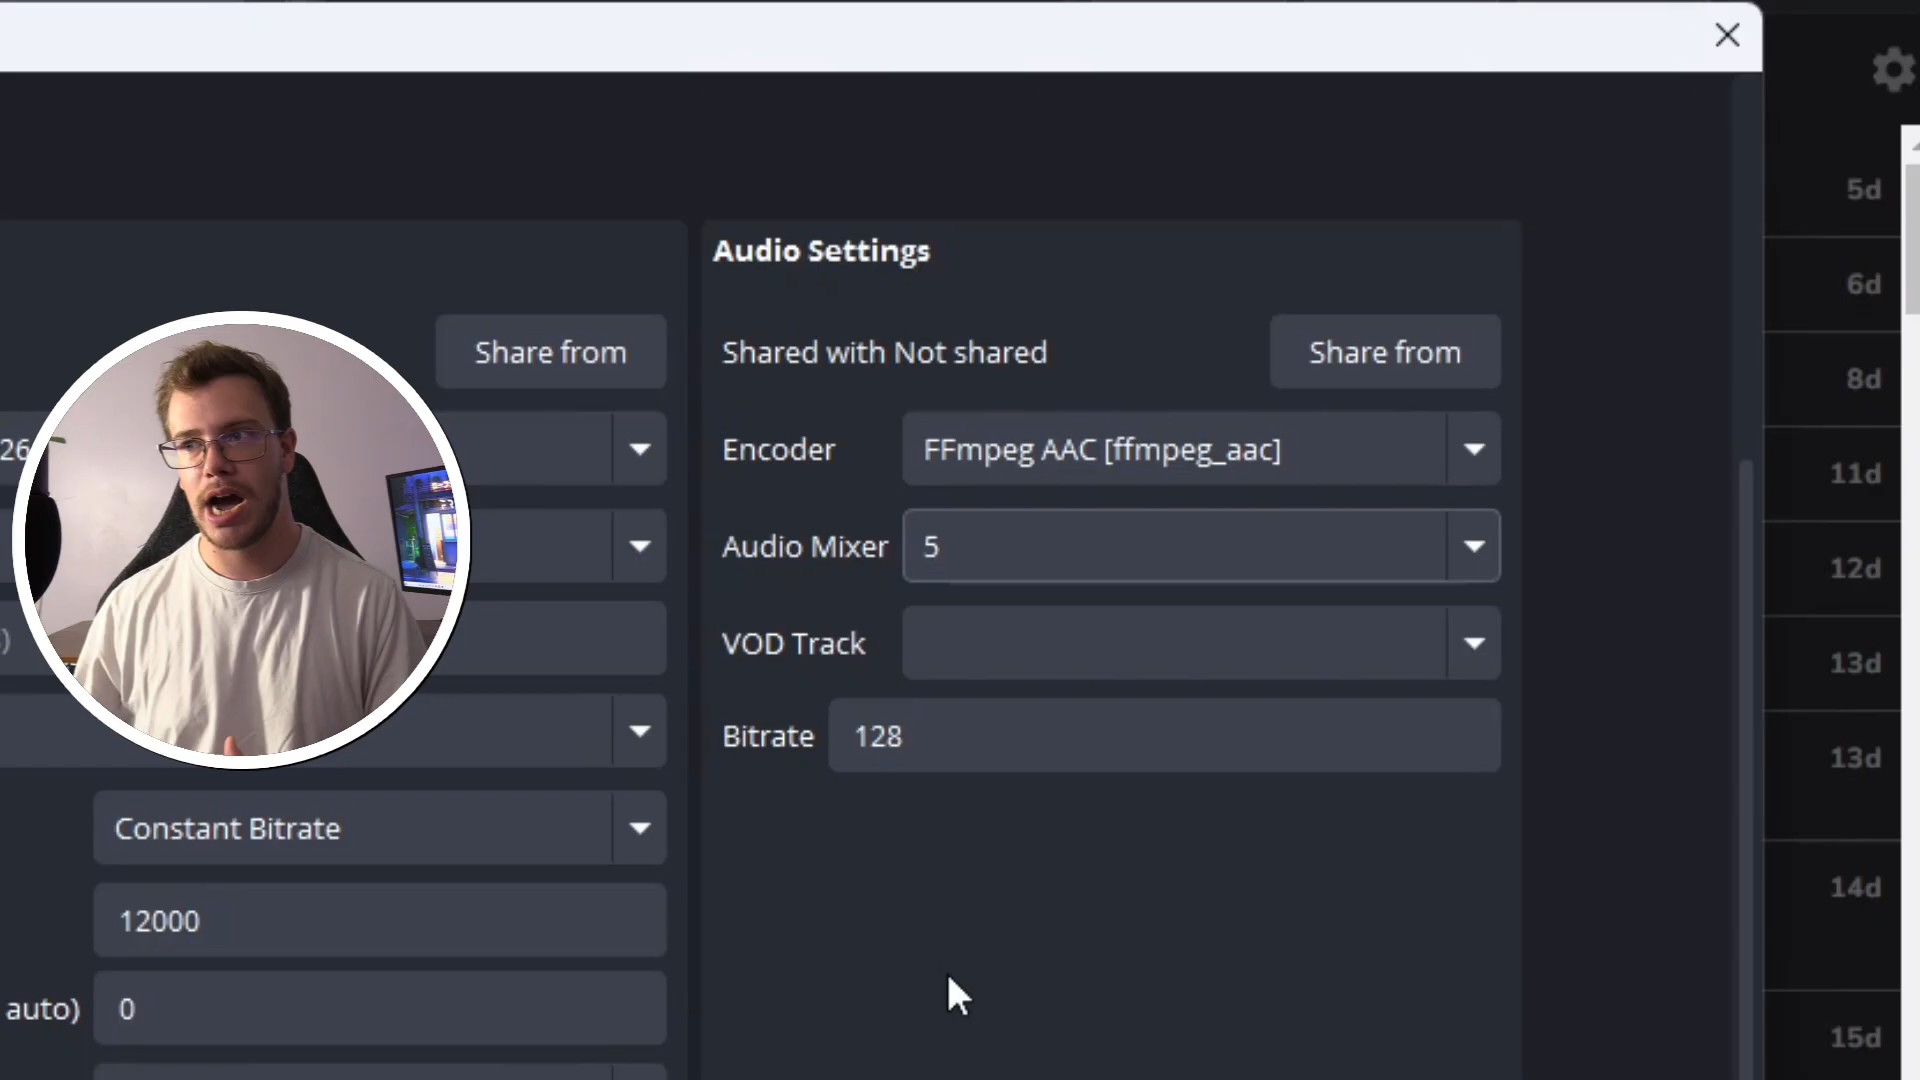 Audio Settings
Share from
Shared with Not shared
Share from
26
Encoder
FFmpeg AAC [ffmpeg_aac]
Audio Mixer
5
VOD Track
Bitrate
128
Constant Bitrate
12000
auto)
0
5d
6d
8d
11d
12d
13d
13d
14d
15d